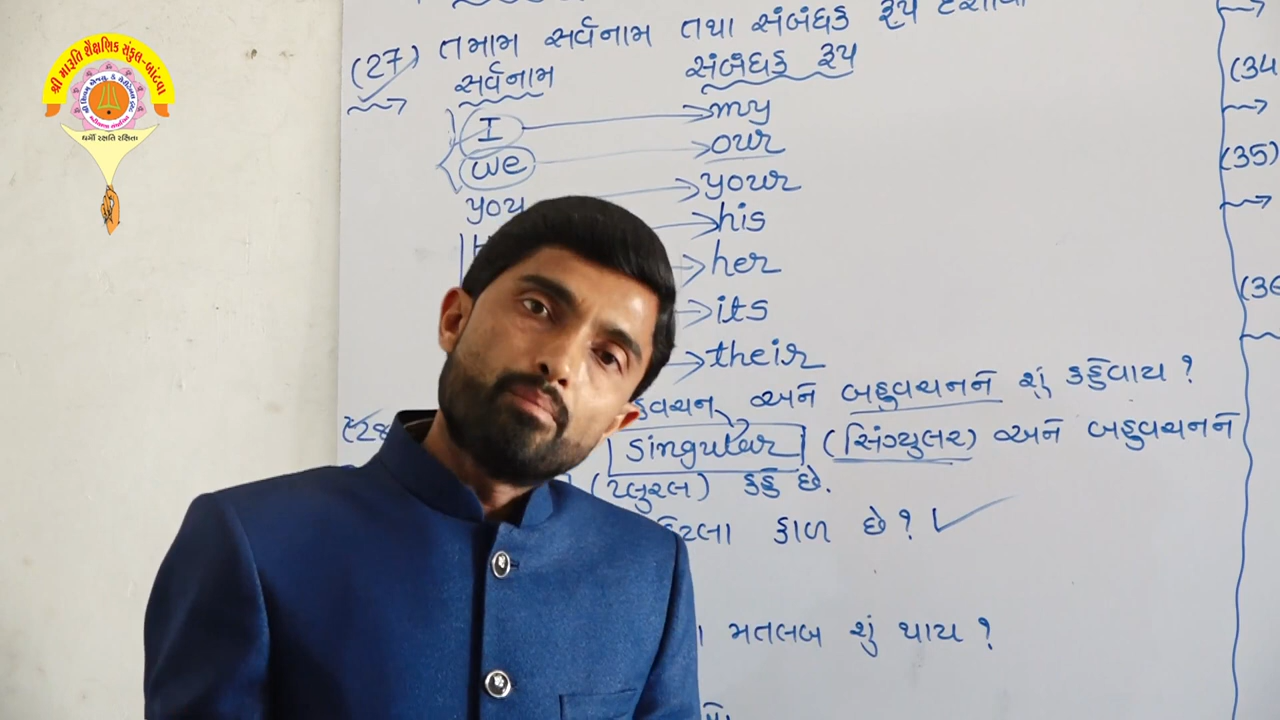 શ્રી મારૂતિ શૈક્ષણિક સંકુલ-બાંટવા
ધર્મો રક્ષતિ રક્ષિતઃ
(27) તમામ સર્વનામ તથા સંબંધક રૂપ દર્શાવો
સર્વનામ સંબંધક રૂપ
I my
we our
you your
his
her
its
their
અને બહુવચનને શું કહેવાય ?
Singular (સિંગ્યુલર) અને બહુવચનને
(પ્લુરલ) કહે છે.
કાળ છે ?
મતલબ શું થાય ?
(34
(35)
(36